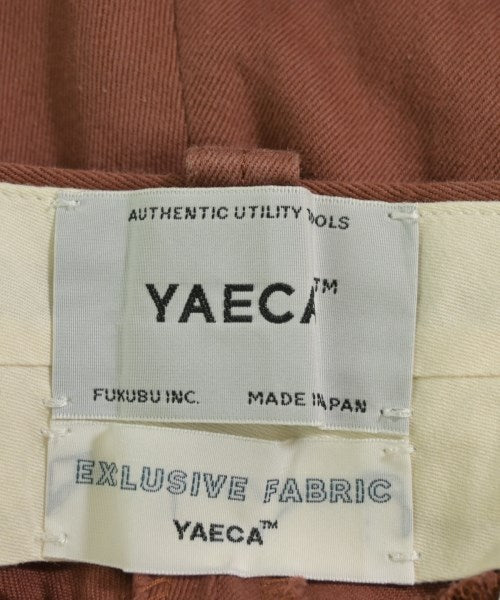 AUTHENTIC UTILITY TOOLS
YAECA™
FUKUBU INC. MADE IN JAPAN
EXLUSIVE FABRIC
YAECA™